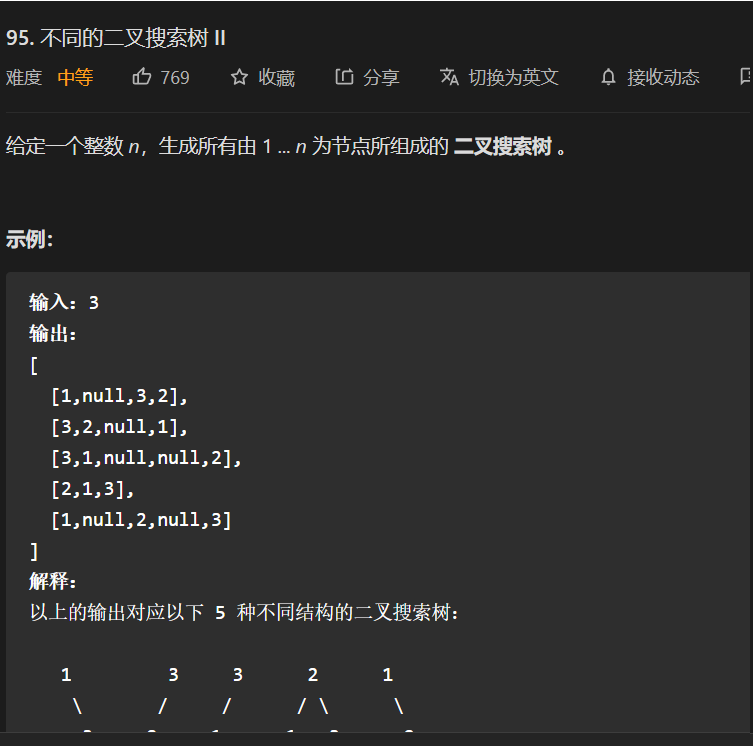 95. 不同的二叉搜索树 II
难度 中等 769 收藏 分享 切换为英文 接收动态
给定一个整数 n，生成所有由 1 ... n 为节点所组成的 二叉搜索树 。
示例：
输入：3
输出：
[
[1,null,3,2],
[3,2,null,1],
[3,1,null,null,2],
[2,1,3],
[1,null,2,null,3]
]
解释：
以上的输出对应以下 5 种不同结构的二叉搜索树：
1 3 3 2 1
\ / / / \ \